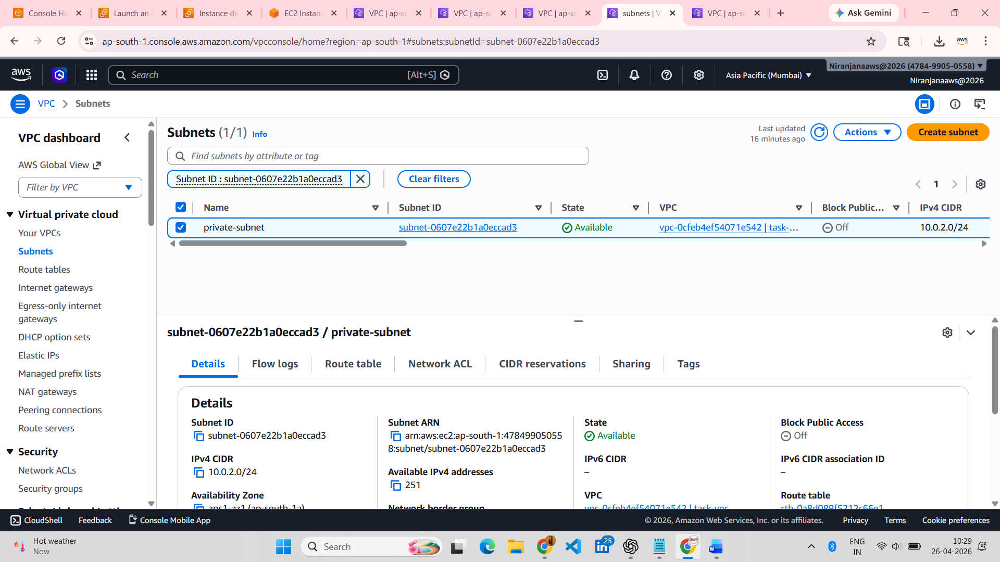 Console Ho
Launch an i
Instance de
EC2 Instanc
VPC | ap-so
VPC | ap-so
VPC | ap-so
subnets | V
VPC | ap-so
Ask Gemini
ap-south-1.console.aws.amazon.com/vpcconsole/home?region=ap-south-1#subnets:subnetId=subnet-0607e22b1a0eccad3
aws
aws
Search
[Alt+S]
Asia Pacific (Mumbai)
Niranjanaaws@2026 (4784-9905-0558)
Niranjanaaws@2026
VPC
Subnets
VPC dashboard
AWS Global View
Filter by VPC
Virtual private cloud
Your VPCs
Subnets
Route tables
Internet gateways
Egress-only internet
gateways
DHCP option sets
Elastic IPs
Managed prefix lists
NAT gateways
Peering connections
Route servers
Security
Network ACLs
Security groups
Subnets (1/1) Info
Last updated
16 minutes ago
Actions
Create subnet
Find subnets by attribute or tag
Subnet ID : subnet-0607e22b1a0eccad3
Clear filters
1
Name
Subnet ID
State
VPC
Block Public...
IPv4 CIDR
private-subnet
subnet-0607e22b1a0eccad3
Available
vpc-0cfeb4ef54071e542 | task-...
Off
10.0.2.0/24
subnet-0607e22b1a0eccad3 / private-subnet
Details
Flow logs
Route table
Network ACL
CIDR reservations
Sharing
Tags
Details
Subnet ID
subnet-0607e22b1a0eccad3
Subnet ARN
arn:aws:ec2:ap-south-1:47849905055
8:subnet/subnet-0607e22b1a0eccad3
State
Available
Block Public Access
Off
IPv4 CIDR
10.0.2.0/24
Available IPv4 addresses
251
IPv6 CIDR
–
IPv6 CIDR association ID
–
Availability Zone
aps1-az1 (ap-south-1a)
Network border group
VPC
vpc-0cfeb4ef54071e542 | task-vpc
Route table
rtb-0a8d089f5212c66e1
CloudShell
Feedback
Console Mobile App
© 2026, Amazon Web Services, Inc. or its affiliates.
Privacy
Terms
Cookie preferences
Hot weather
Now
Search
25
aws
ENG
IN
10:29
26-04-2026